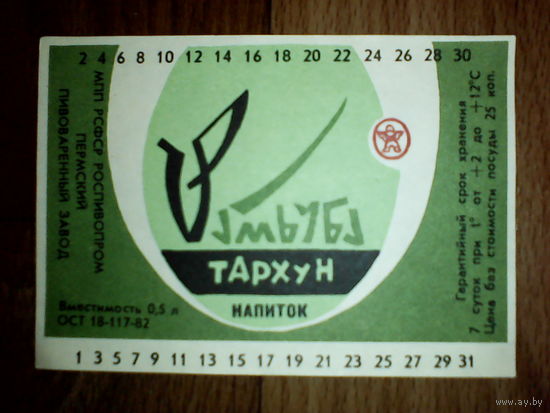 2 4 6 8 10 12 14 16 18 20 22 24 26 28 30
МПП РСФСР РОСПИВОПРОМ
ПЕРМСКИЙ
ПИВОВАРЕННЫЙ ЗАВОД
Вместимость 0,5 л
ОСТ 18-117-82
ТАРХУН
НАПИТОК
Гарантийный срок хранения
7 суток при t° от +2 до +12°С
Цена без стоимости посуды 25 коп.
1 3 5 7 9 11 13 15 17 19 21 23 25 27 29 31
www.ay.by